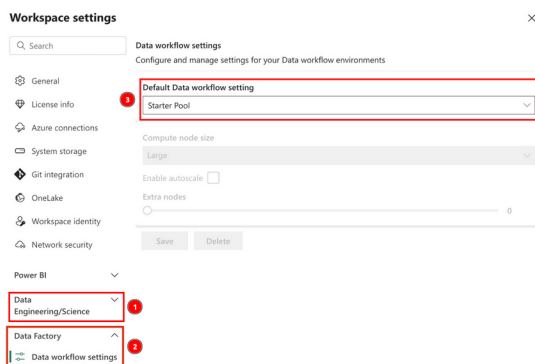 Workspace settings
Search
General
License info
Azure connections
System storage
Git integration
OneLake
Workspace identity
Network security
Power BI
Data
Engineering/Science
1
Data Factory
2
Data workflow settings
Data workflow settings
Configure and manage settings for your Data workflow environments
Default Data workflow setting
3
Starter Pool
Compute node size
Large
Enable autoscale
Extra nodes
0
Save Delete